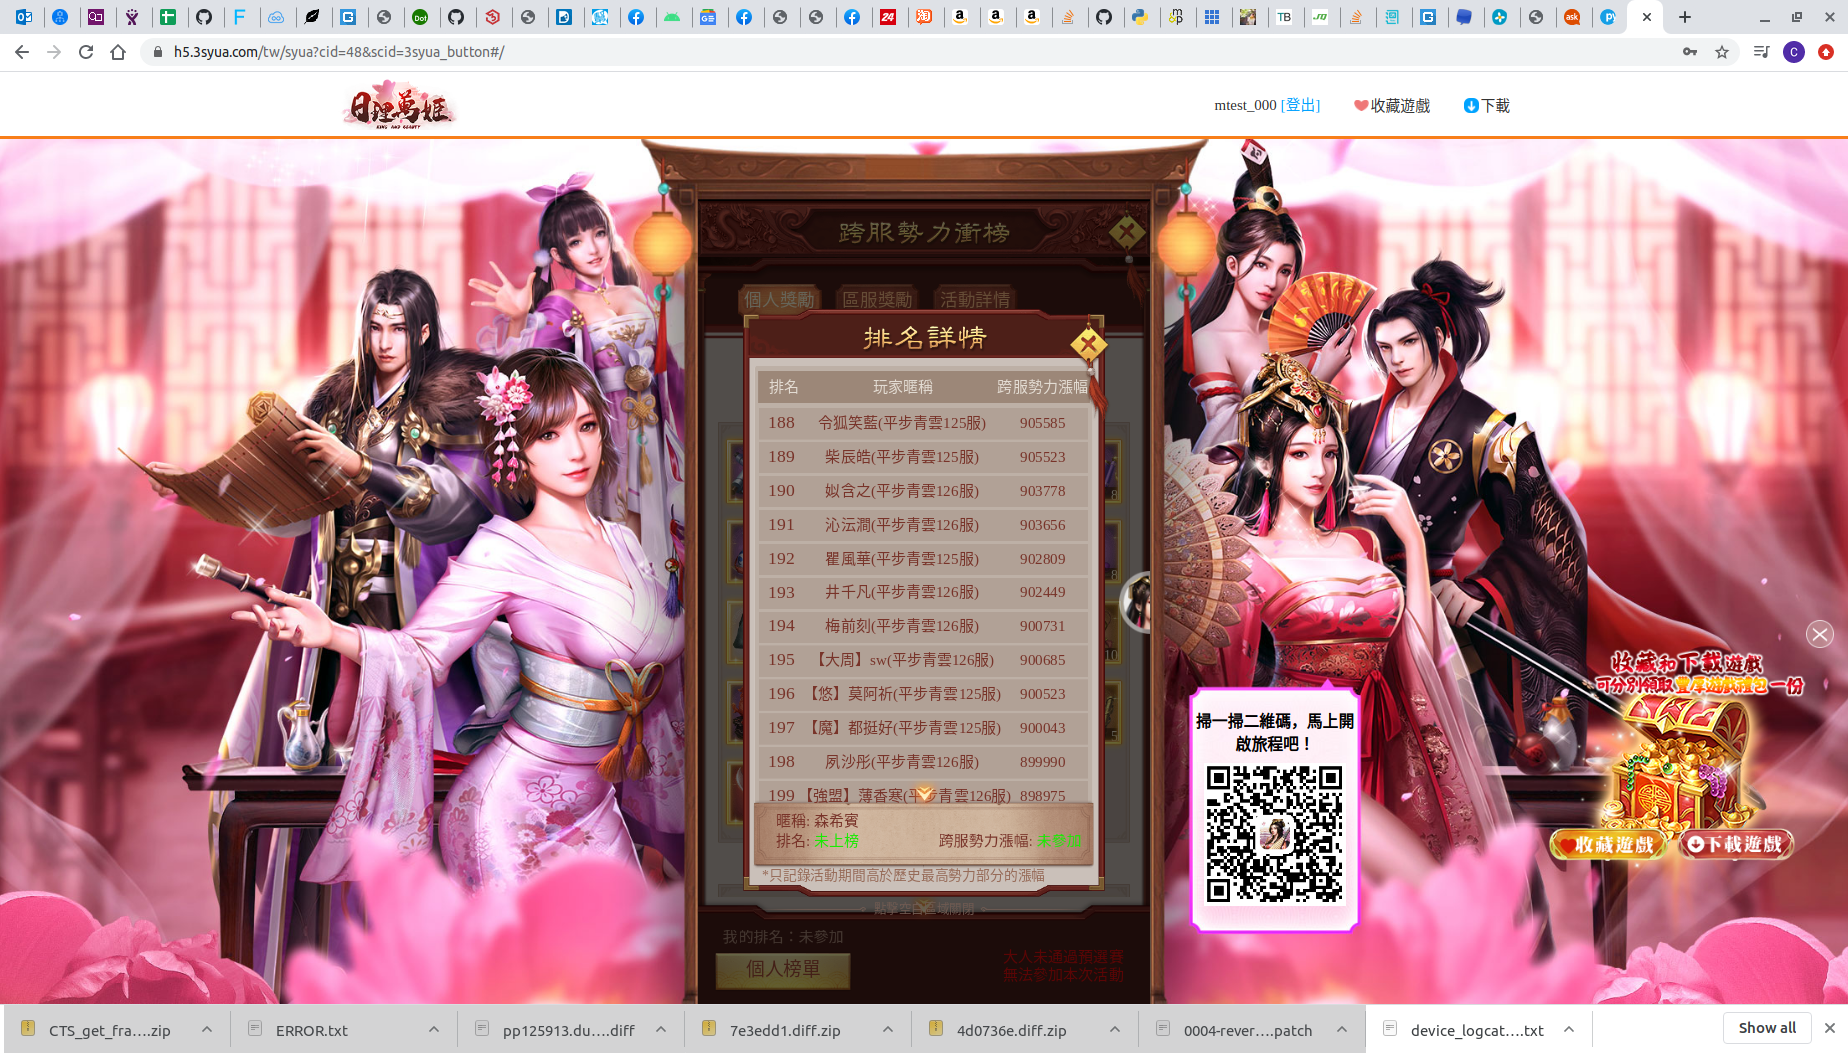 h5.3syua.com/tw/syua?cid=48&scid=3syua_button#/
日理萬姬
KING AND BEAUTY
mtest_000 [登出]
收藏遊戲
下載
跨服勢力衝榜
個人獎勵 區服獎勵 活動詳情
排名詳情
排名 玩家暱稱 跨服勢力漲幅
188 令狐笑藍(平步青雲125服) 905585
189 柴辰皓(平步青雲125服) 905523
190 姒含之(平步青雲126服) 903778
191 沁沄澗(平步青雲126服) 903656
192 瞿風華(平步青雲125服) 902809
193 井千凡(平步青雲126服) 902449
194 梅前刻(平步青雲126服) 900731
195 【大周】sw(平步青雲126服) 900685
196 【悠】莫阿祈(平步青雲125服) 900523
197 【魔】都挺好(平步青雲125服) 900043
198 夙沙彤(平步青雲126服) 899990
199 【強盟】薄香寒(平步青雲126服) 898975
暱稱: 森希賓
排名: 未上榜 跨服勢力漲幅: 未參加
*只記錄活動期間高於歷史最高勢力部分的漲幅
點擊空白區域關閉
我的排名：未參加
個人榜單
大人未通過預選賽
無法參加本次活動
掃一掃二維碼，馬上開
啟旅程吧！
收藏和下載遊戲
可分別領取豐厚遊戲禮包一份
收藏遊戲 下載遊戲
CTS_get_fra....zip
ERROR.txt
pp125913.du....diff
7e3edd1.diff.zip
4d0736e.diff.zip
0004-rever....patch
device_logcat....txt
Show all